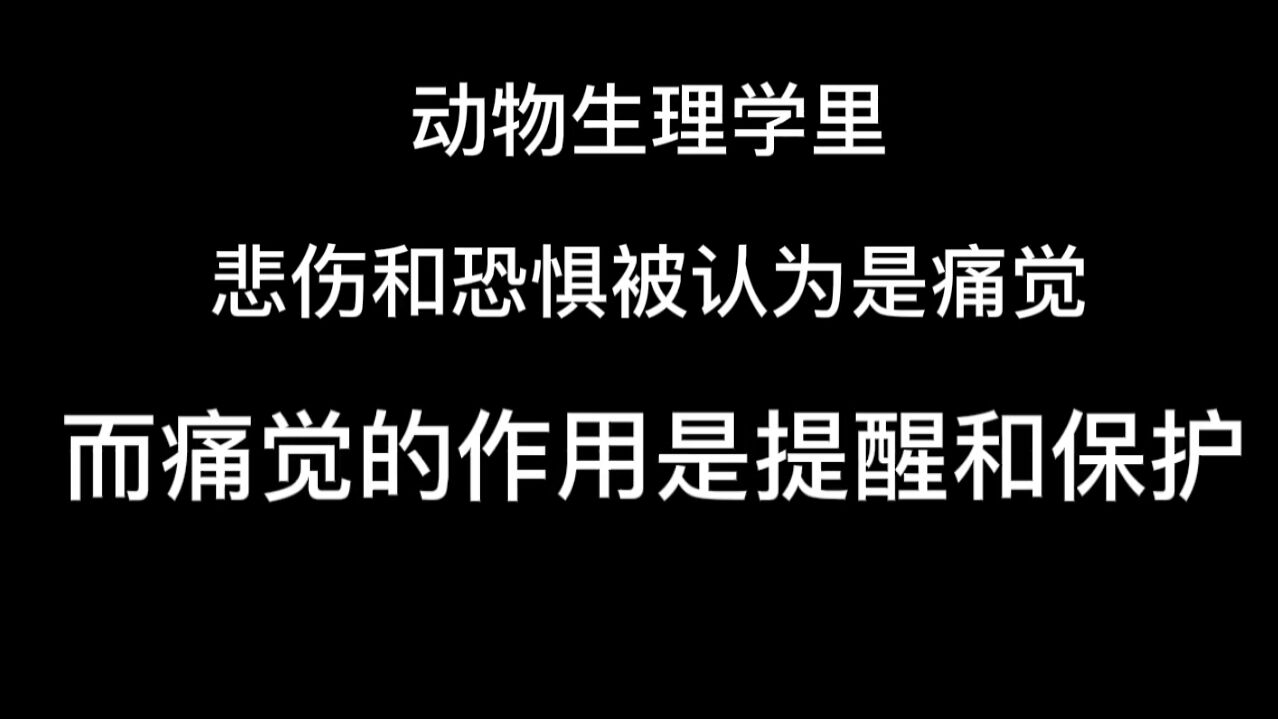 动物生理学里
悲伤和恐惧被认为是痛觉
而痛觉的作用是提醒和保护